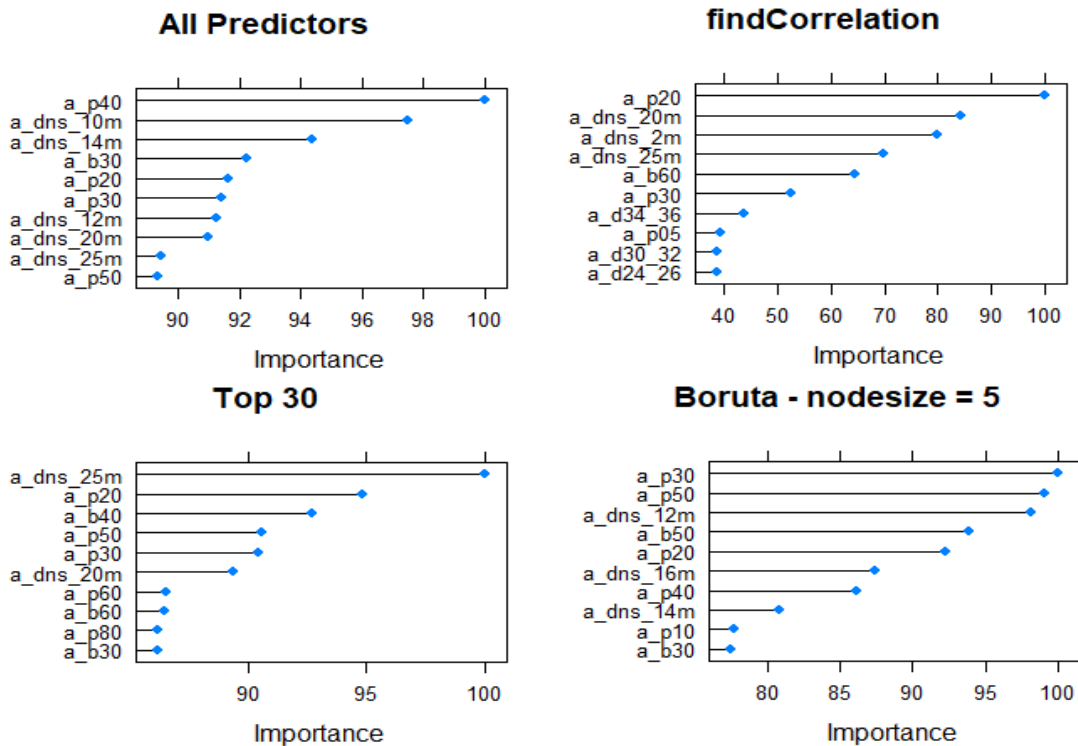 All Predictors
a_p40
a_dns_10m
a_dns_14m
a_b30
a_p20
a_p30
a_dns_12m
a_dns_20m
a_dns_25m
a_p50
90 92 94 96 98 100
Importance
findCorrelation
a_p20
a_dns_20m
a_dns_2m
a_dns_25m
a_b60
a_p30
a_d34_36
a_p05
a_d30_32
a_d24_26
40 50 60 70 80 90 100
Importance
Top 30
a_dns_25m
a_p20
a_b40
a_p50
a_p30
a_dns_20m
a_p60
a_b60
a_p80
a_b30
90 95 100
Importance
Boruta - nodesize = 5
a_p30
a_p50
a_dns_12m
a_b50
a_p20
a_dns_16m
a_p40
a_dns_14m
a_p10
a_b30
80 85 90 95 100
Importance